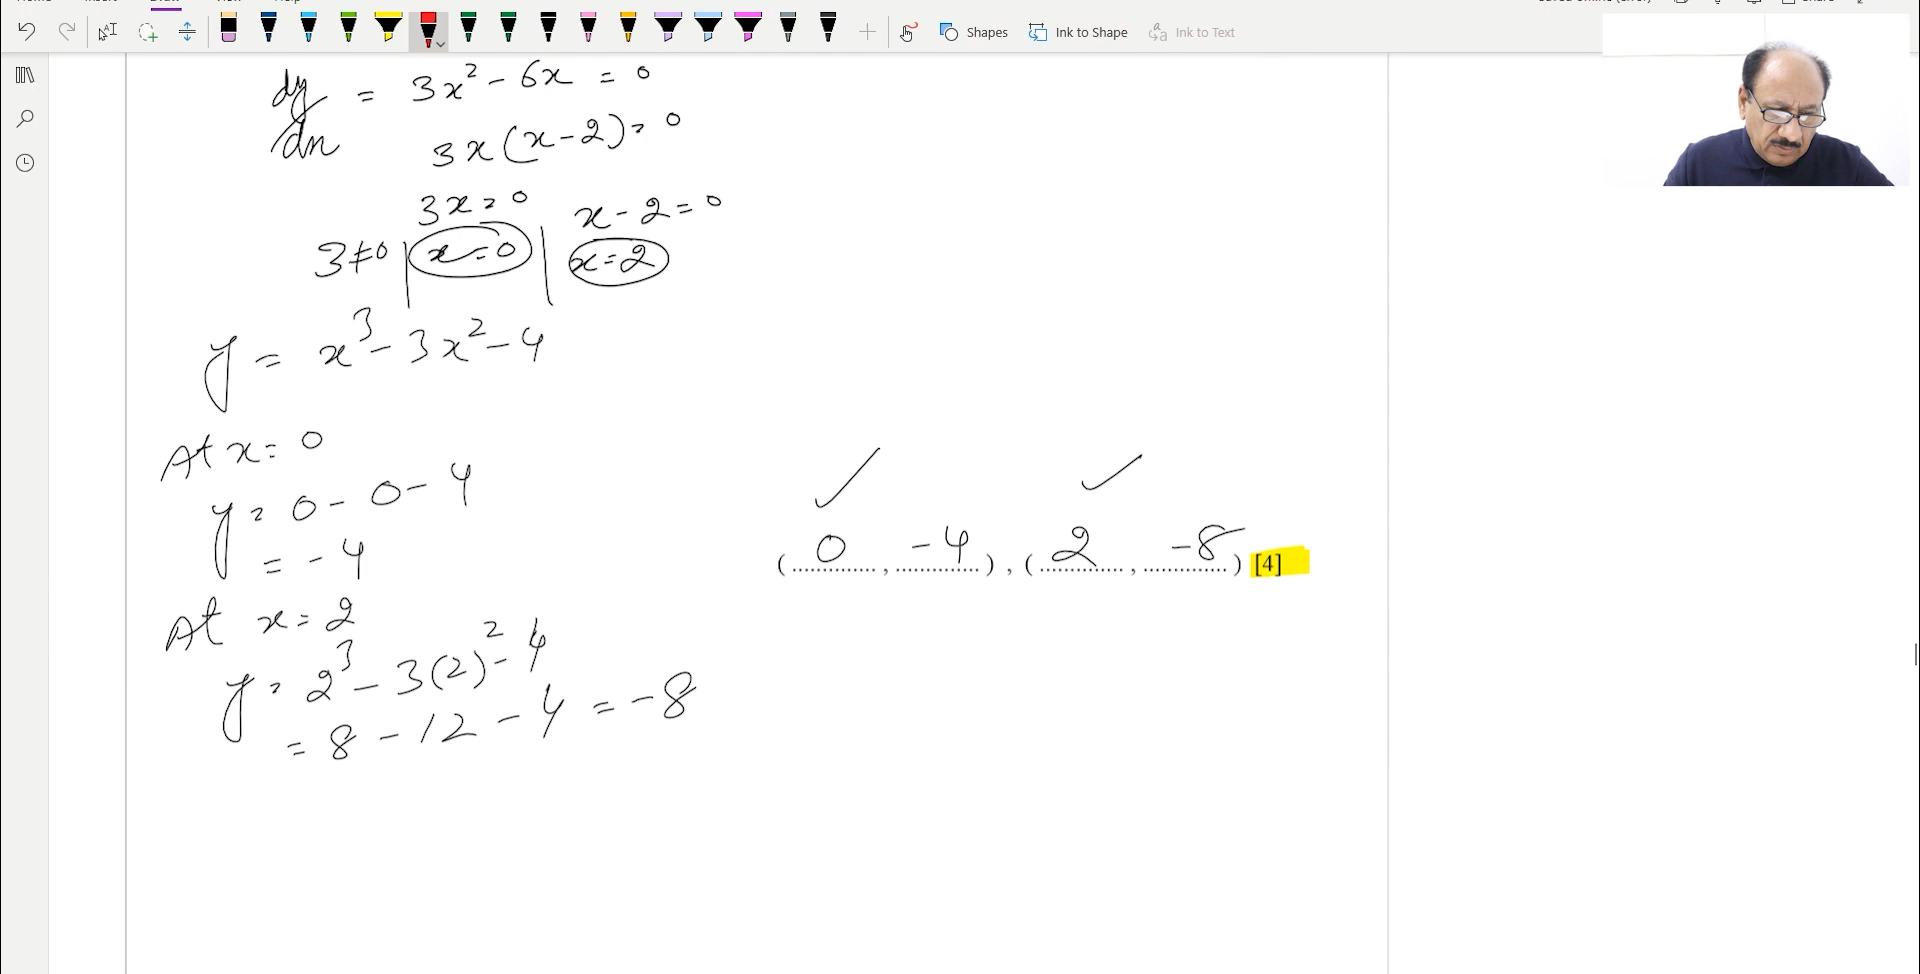 Shapes Ink to Shape Ink to Text
dy/dx = 3x² - 6x = 0
3x(x-2) = 0
3x = 0 x - 2 = 0
3≠0 | x=0 | x=2
y = x³ - 3x² - 4
At x = 0
y = 0 - 0 - 4
= -4
(0, -4), (2, -8) [4]
At x = 2
y = 2³ - 3(2)² - 4
= 8 - 12 - 4 = -8